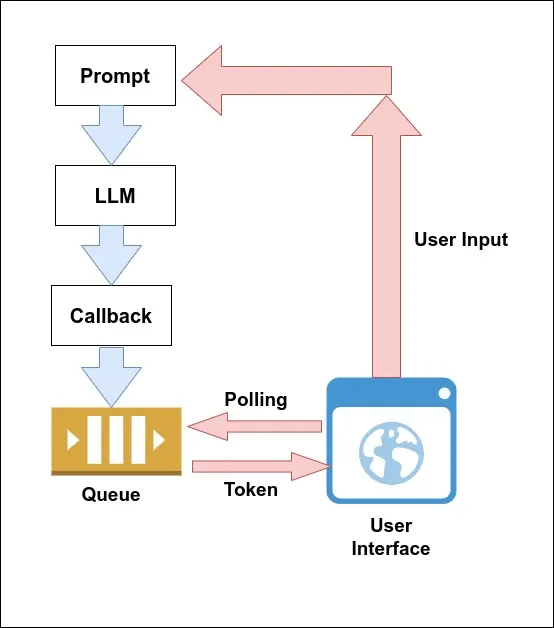 Prompt
LLM
User Input
Callback
Polling
Queue
Token
User
Interface